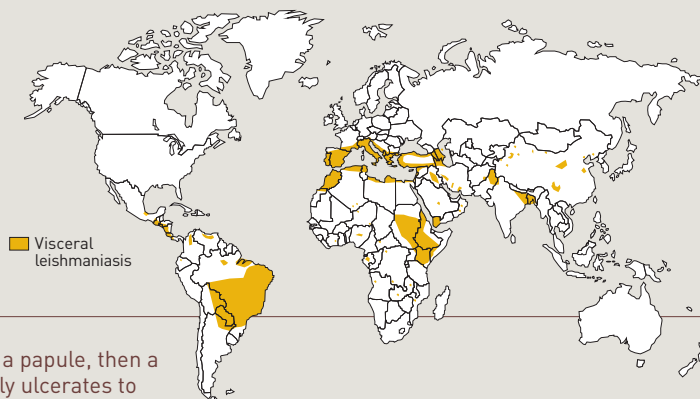 Visceral
leishmaniasis
a papule, then a
ly ulcerates to